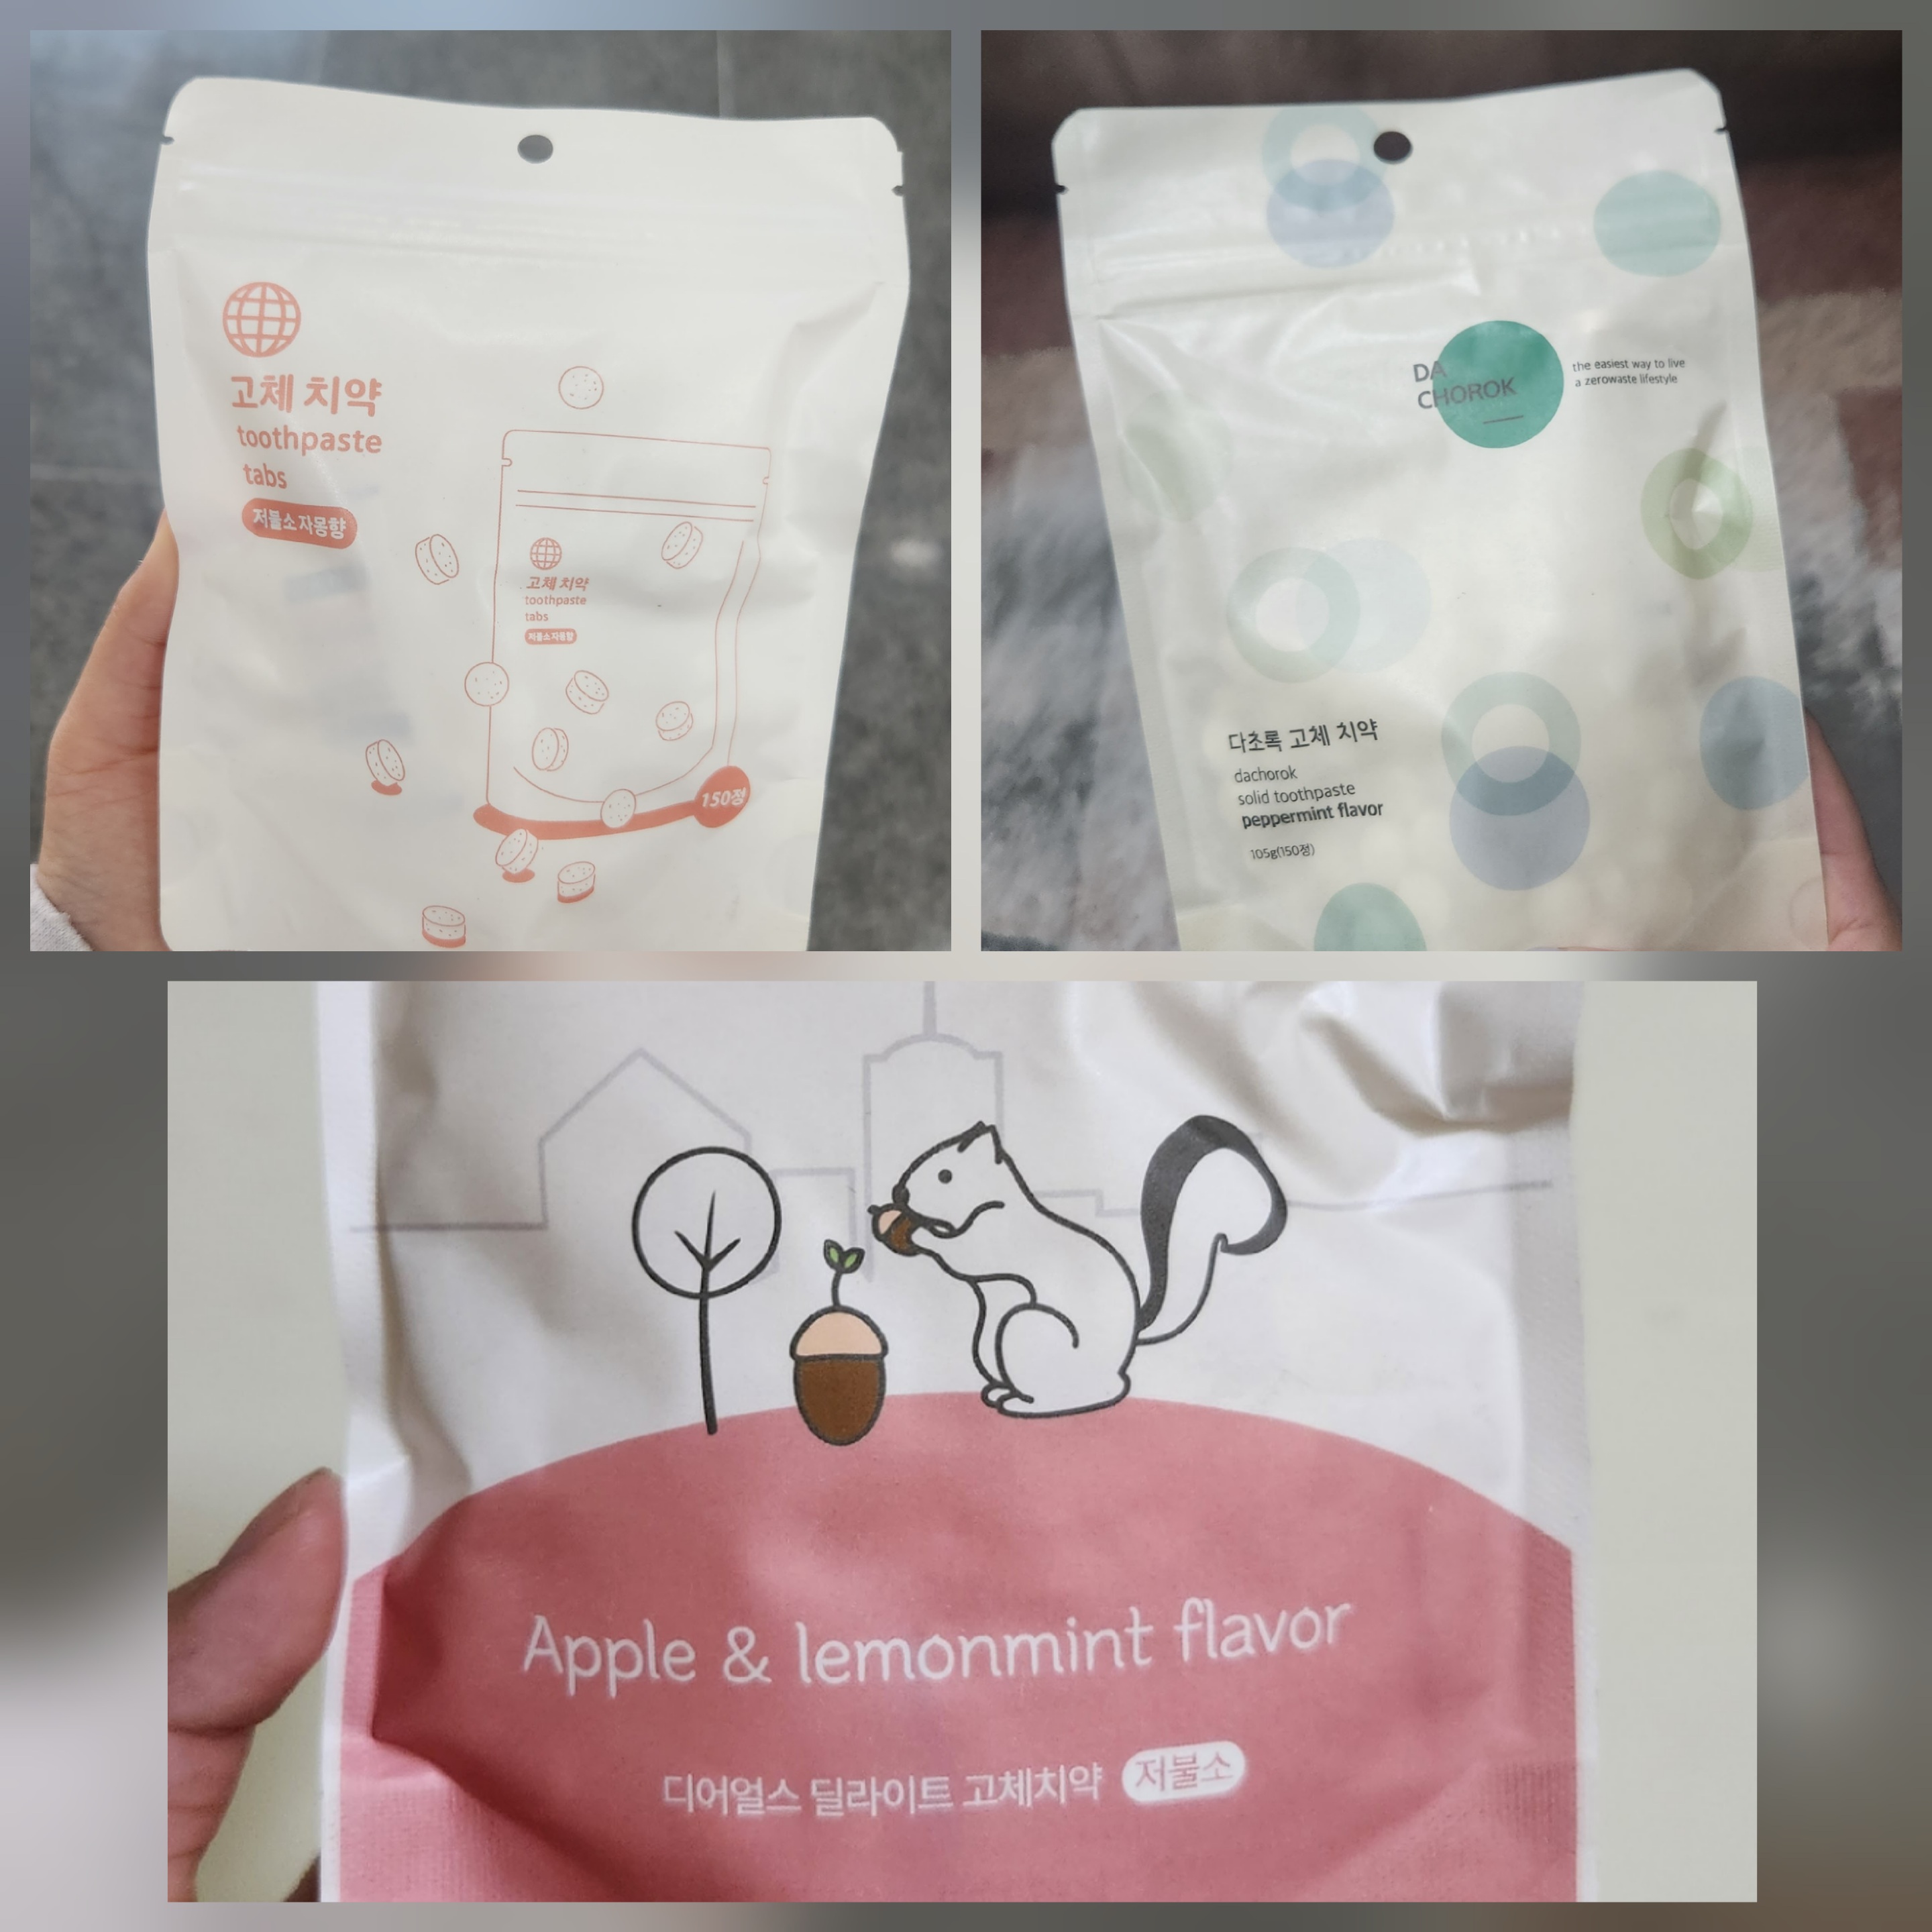 고체 치약
toothpaste
tabs
저불소자몽향
고체 치약
toothpaste
tabs
저불소자몽향
150정
DA
CHOROK
the easiest way to live
a zerowaste lifestyle
다초록 고체 치약
dachorok
solid toothpaste
peppermint flavor
105g(150정)
Apple & lemonmint flavor
디어얼스 딜라이트 고체치약 저불소